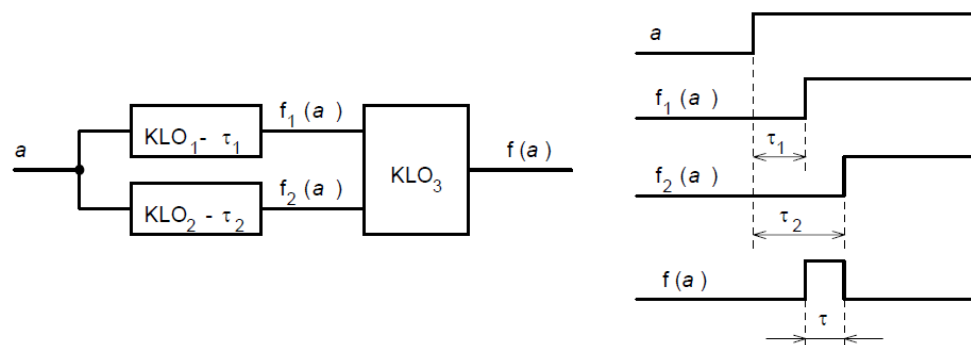 a
KLO₁- τ₁
f₁(a)
KLO₂ - τ₂
f₂(a)
KLO₃
f(a)
a
f₁(a)
τ₁
f₂(a)
τ₂
f(a)
τ